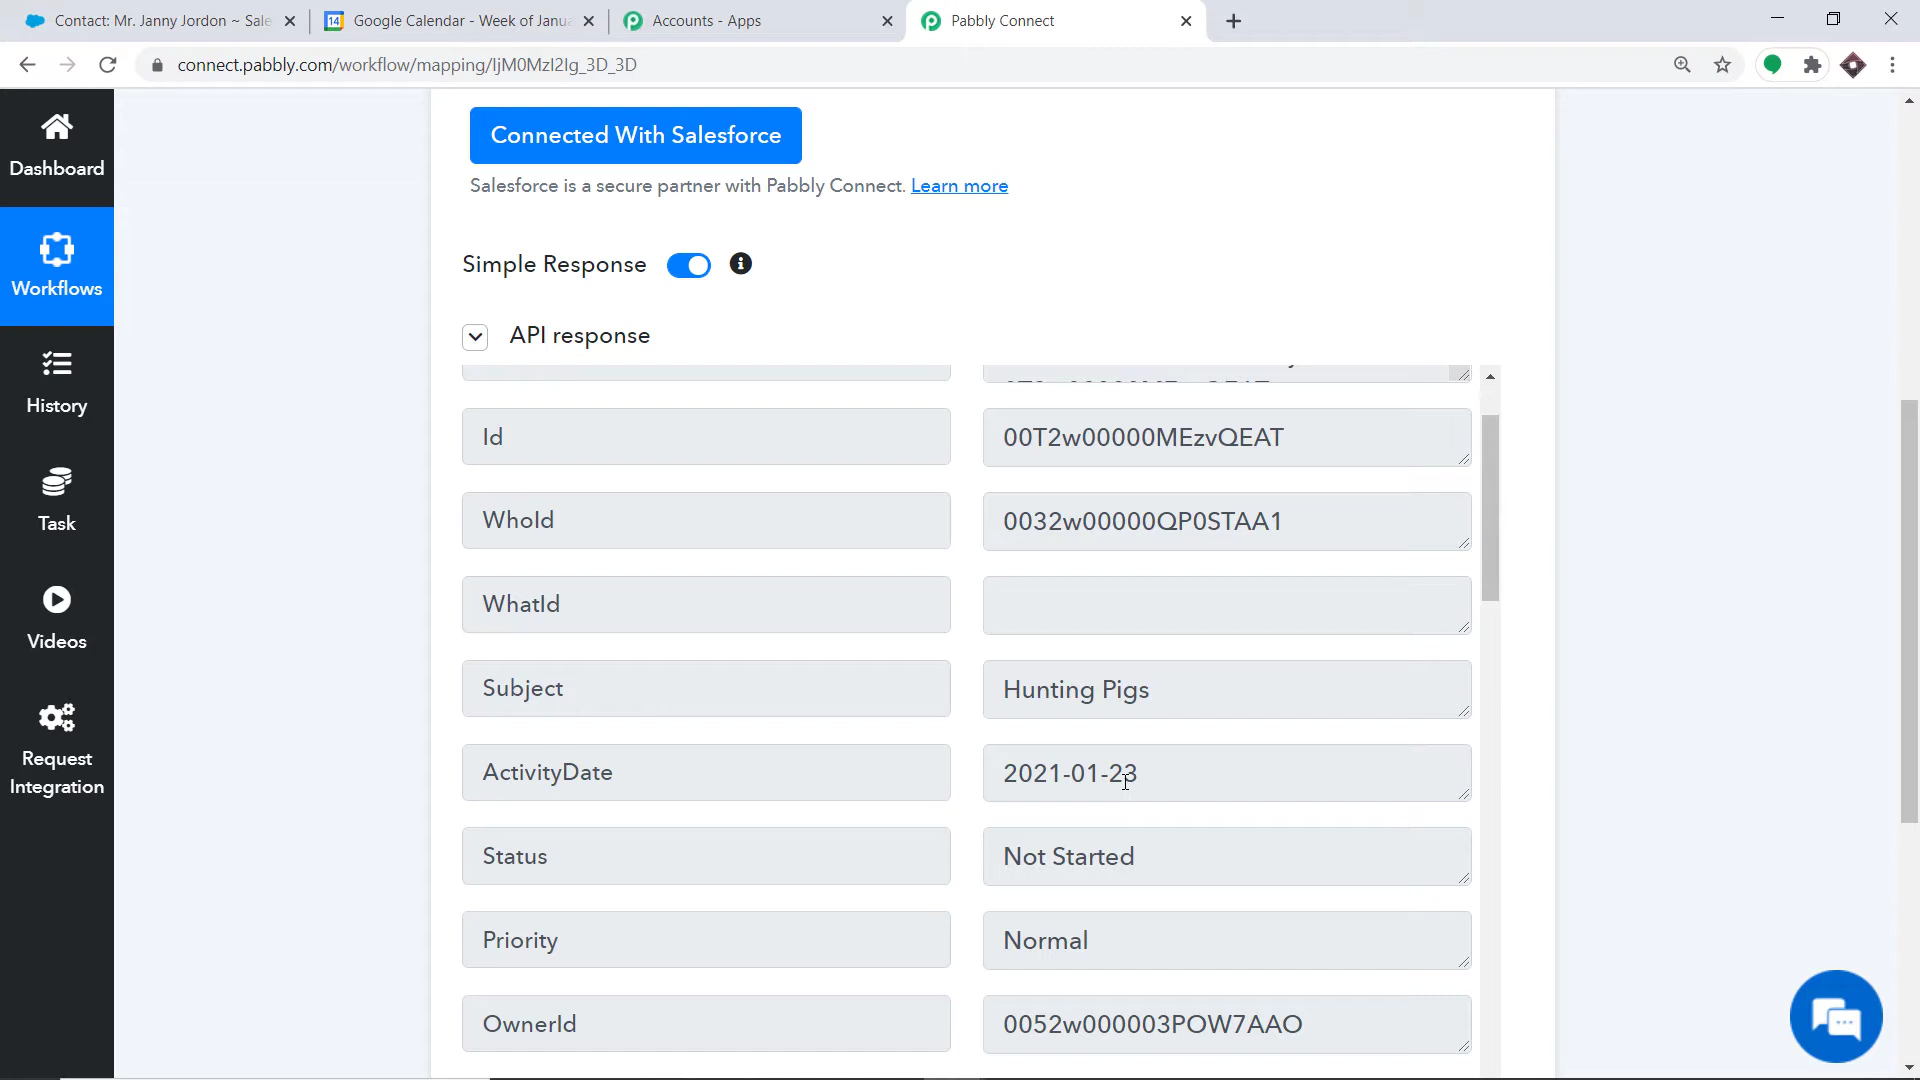 Contact: Mr. Janny Jordon ~ Sale
Google Calendar - Week of Janua
Accounts - Apps
Pabbly Connect
connect.pabbly.com/workflow/mapping/IjM0MzI2Ig_3D_3D
Dashboard
Workflows
History
Task
Videos
Request
Integration
Connected With Salesforce
Salesforce is a secure partner with Pabbly Connect. Learn more
Simple Response
API response
Id
00T2w00000MEzvQEAT
WhoId
0032w00000QP0STAA1
WhatId
Subject
Hunting Pigs
ActivityDate
2021-01-23
Status
Not Started
Priority
Normal
OwnerId
0052w000003POW7AAO